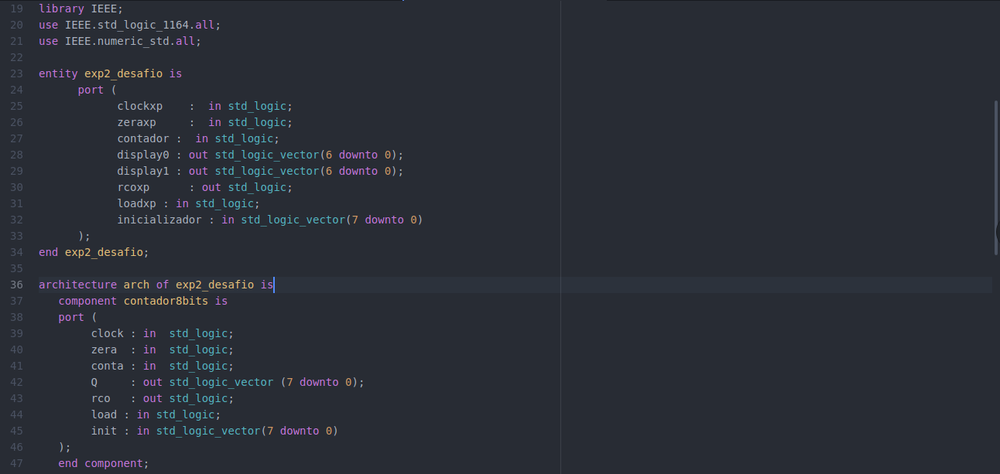 19 library IEEE;
20 use IEEE.std_logic_1164.all;
21 use IEEE.numeric_std.all;
22
23 entity exp2_desafio is
24       port (
25             clockxp    :  in std_logic;
26             zeraxp     :  in std_logic;
27             contador :  in std_logic;
28             display0 : out std_logic_vector(6 downto 0);
29             display1 : out std_logic_vector(6 downto 0);
30             rcoxp      : out std_logic;
31             loadxp : in std_logic;
32             inicializador : in std_logic_vector(7 downto 0)
33       );
34 end exp2_desafio;
35
36 architecture arch of exp2_desafio is
37    component contador8bits is
38    port (
39         clock : in  std_logic;
40         zera  : in  std_logic;
41         conta : in  std_logic;
42         Q     : out std_logic_vector (7 downto 0);
43         rco   : out std_logic;
44         load : in std_logic;
45         init : in std_logic_vector(7 downto 0)
46    );
47    end component;